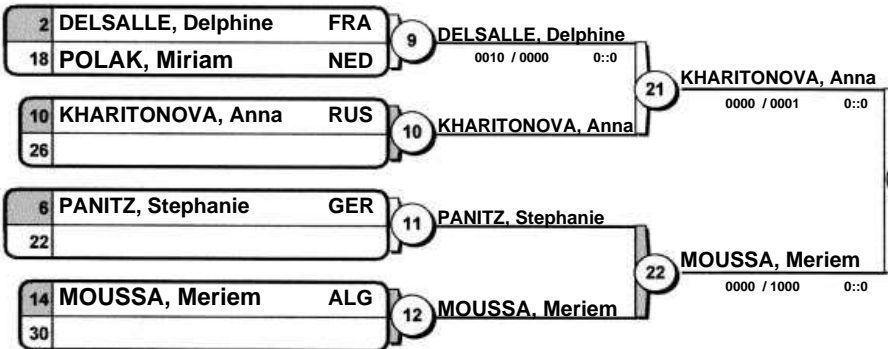 2 DELSALLE, Delphine FRA
18 POLAK, Miriam NED
9
DELSALLE, Delphine
0010 / 0000 0::0
10 KHARITONOVA, Anna RUS
26
10
KHARITONOVA, Anna
21
KHARITONOVA, Anna
0000 / 0001 0::0
6 PANITZ, Stephanie GER
22
11
PANITZ, Stephanie
14 MOUSSA, Meriem ALG
30
12
MOUSSA, Meriem
22
MOUSSA, Meriem
0000 / 1000 0::0